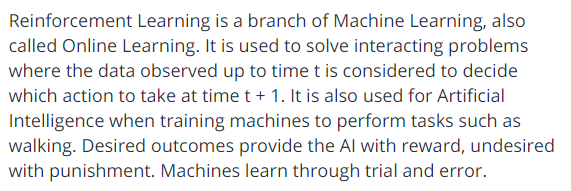 Reinforcement Learning is a branch of Machine Learning, also
called Online Learning. It is used to solve interacting problems
where the data observed up to time t is considered to decide
which action to take at time t + 1. It is also used for Artificial
Intelligence when training machines to perform tasks such as
walking. Desired outcomes provide the AI with reward, undesired
with punishment. Machines learn through trial and error.